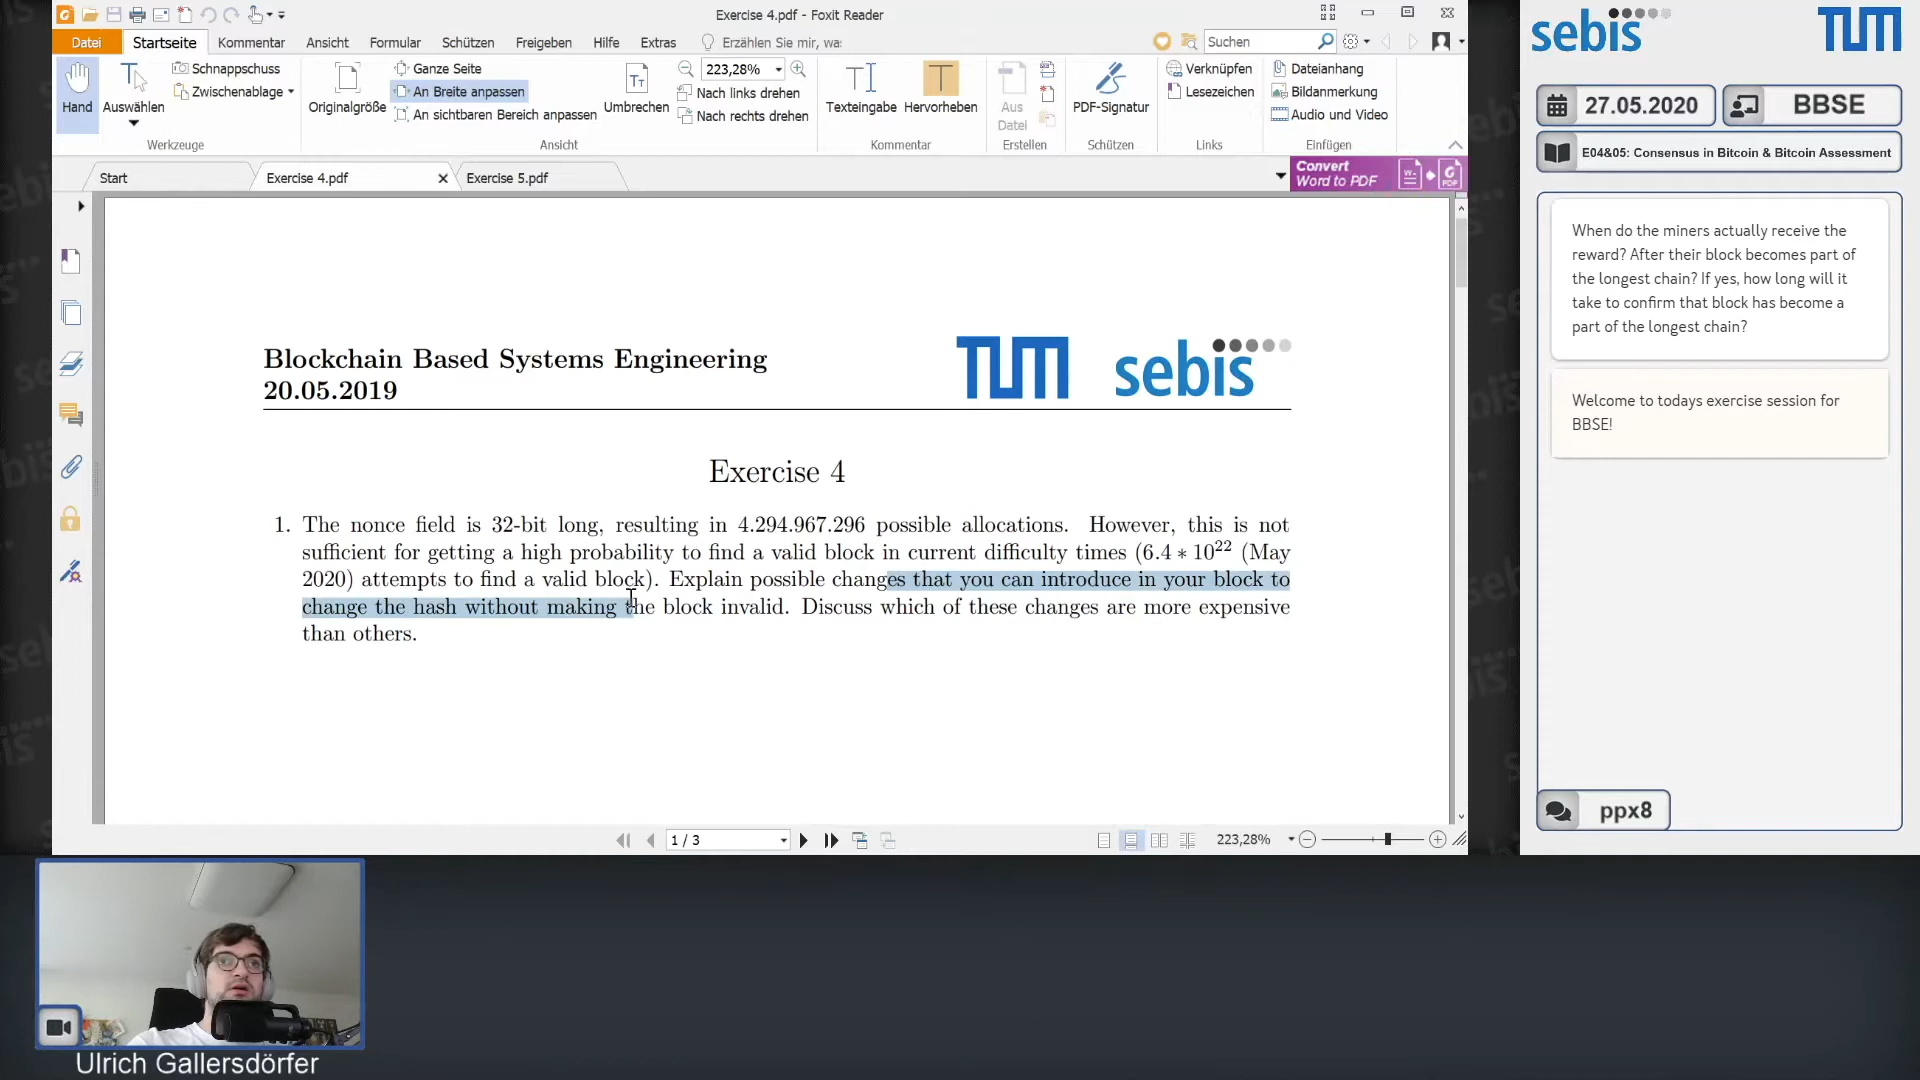 Exercise 4.pdf - Foxit Reader
Datei Startseite Kommentar Ansicht Formular Schützen Freigeben Hilfe Extras Erzählen Sie mir, wa: Suchen
Hand
Auswählen
Schnappschuss
Zwischenablage
Werkzeuge
Originalgröße
Ganze Seite
An Breite anpassen
An sichtbaren Bereich anpassen
Umbrechen
223,28%
Nach links drehen
Nach rechts drehen
Ansicht
Texteingabe Hervorheben
Kommentar
Aus
Datei
Erstellen
PDF-Signatur
Schützen
Verknüpfen
Lesezeichen
Links
Dateianhang
Bildanmerkung
Audio und Video
Einfügen
Start Exercise 4.pdf Exercise 5.pdf
Convert
Word to PDF
Blockchain Based Systems Engineering
20.05.2019
TUM sebis
Exercise 4
1. The nonce field is 32-bit long, resulting in 4.294.967.296 possible allocations. However, this is not
sufficient for getting a high probability to find a valid block in current difficulty times (6.4 ∗ 10²² (May
2020) attempts to find a valid block). Explain possible changes that you can introduce in your block to
change the hash without making the block invalid. Discuss which of these changes are more expensive
than others.
1 / 3
223,28%
sebis TUM
27.05.2020
BBSE
E04&05: Consensus in Bitcoin & Bitcoin Assessment
When do the miners actually receive the
reward? After their block becomes part of
the longest chain? If yes, how long will it
take to confirm that block has become a
part of the longest chain?
Welcome to todays exercise session for
BBSE!
ppx8
Ulrich Gallersdörfer